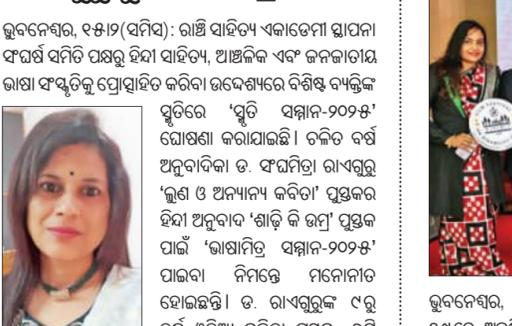 ଭୁବନେଶ୍ୱର, ୧୫ା୨(ସମିସ): ରାଞ୍ଚି ସାହିତ୍ୟ ଏକାଡେମୀ ସ୍ଥାପନା
ସଂଘର୍ଷ ସମିତି ପକ୍ଷରୁ ହିନ୍ଦୀ ସାହିତ୍ୟ, ଆଞ୍ଚଳିକ ଏବଂ ଜନଜାତୀୟ
ଭାଷା ସଂସ୍କୃତିକୁ ପ୍ରୋତ୍ସାହିତ କରିବା ଉଦ୍ଦେଶ୍ୟରେ ବିଶିଷ୍ଟ ବ୍ୟକ୍ତିଙ୍କ
ସ୍ମୃତିରେ ‘ସ୍ମୃତି ସମ୍ମାନ-୨୦୨୫’
ଘୋଷଣା କରାଯାଇଛି। ଚଳିତ ବର୍ଷ
ଅନୁବାଦିକା ଡ. ସଂଘମିତ୍ରା ରାଏଗୁରୁ
‘ଲୁଣ ଓ ଅନ୍ୟାନ୍ୟ କବିତା’ ପୁସ୍ତକର
ହିନ୍ଦୀ ଅନୁବାଦ ‘ଶାଢ଼ି କି ଉମ୍ର’ ପୁସ୍ତକ
ପାଇଁ ‘ଭାଷାମିତ୍ର ସମ୍ମାନ-୨୦୨୫’
ପାଇବା ନିମନ୍ତେ ମନୋନୀତ
ହୋଇଛନ୍ତି। ଡ. ରାଏଗୁରୁଙ୍କ ୯ରୁ
ଭୁବନେଶ୍ୱର,